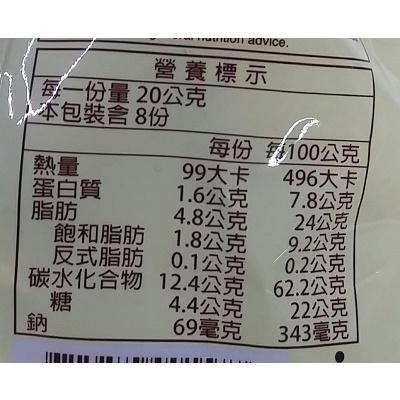 general nutrition advice.
營養標示
每一份量 20公克
本包裝含 8份
每份 每100公克
熱量 99大卡 496大卡
蛋白質 1.6公克 7.8公克
脂肪 4.8公克 24公克
飽和脂肪 1.8公克 9.2公克
反式脂肪 0.1公克 0.2公克
碳水化合物 12.4公克 62.2公克
糖 4.4公克 22公克
鈉 69毫克 343毫克